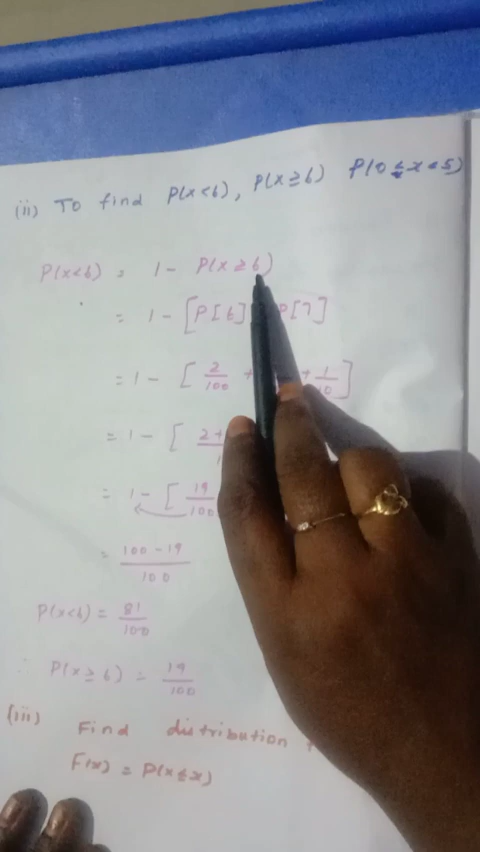 (ii) To find P(x<6), P(x≥6) P(0≤x≤5)
P(x<6) = 1 - P(x≥6)
= 1 - [P[6] P[7]
= 1 - [ 2/100 + + 1/10 ]
= 1 - [ 2+
= 1 - [ 19/100
= 100-19/100
P(x<6) = 81/100
P(x≥6) = 19/100
(iii) Find distribution
F(x) = P(x≤x)